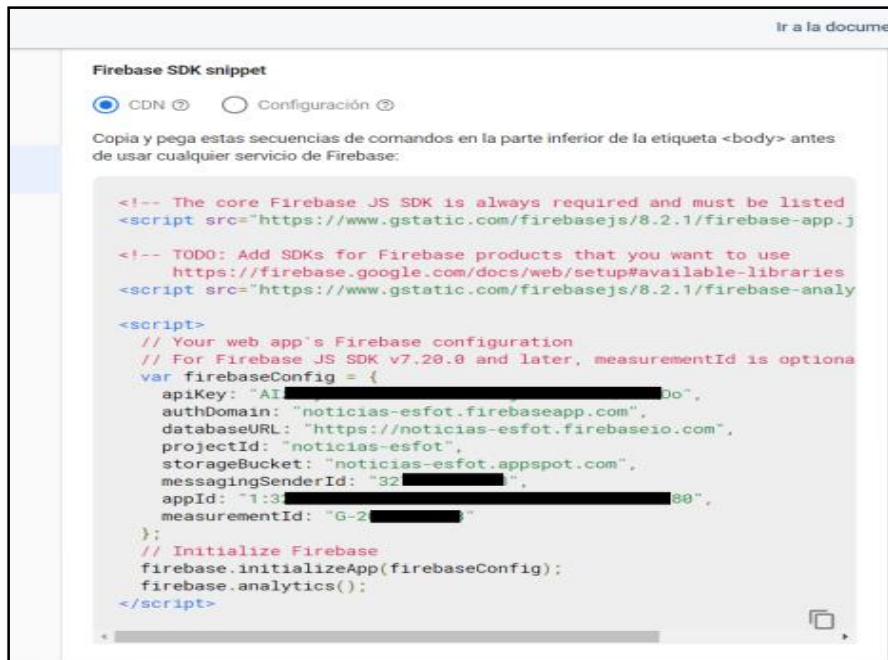 Ir a la docume
Firebase SDK snippet
CDN Configuración
Copia y pega estas secuencias de comandos en la parte inferior de la etiqueta <body> antes
de usar cualquier servicio de Firebase:
<!-- The core Firebase JS SDK is always required and must be listed
<script src="https://www.gstatic.com/firebasejs/8.2.1/firebase-app.j
<!-- TODO: Add SDKs for Firebase products that you want to use
https://firebase.google.com/docs/web/setup#available-libraries
<script src="https://www.gstatic.com/firebasejs/8.2.1/firebase-analy
<script>
// Your web app's Firebase configuration
// For Firebase JS SDK v7.20.0 and later, measurementId is optiona
var firebaseConfig = {
apiKey: "AI Do",
authDomain: "noticias-esfot.firebaseapp.com",
databaseURL: "https://noticias-esfot.firebaseio.com",
projectId: "noticias-esfot",
storageBucket: "noticias-esfot.appspot.com",
messagingSenderId: "32 ",
appId: "1:3 80",
measurementId: "G-2 "
};
// Initialize Firebase
firebase.initializeApp(firebaseConfig);
firebase.analytics();
</script>